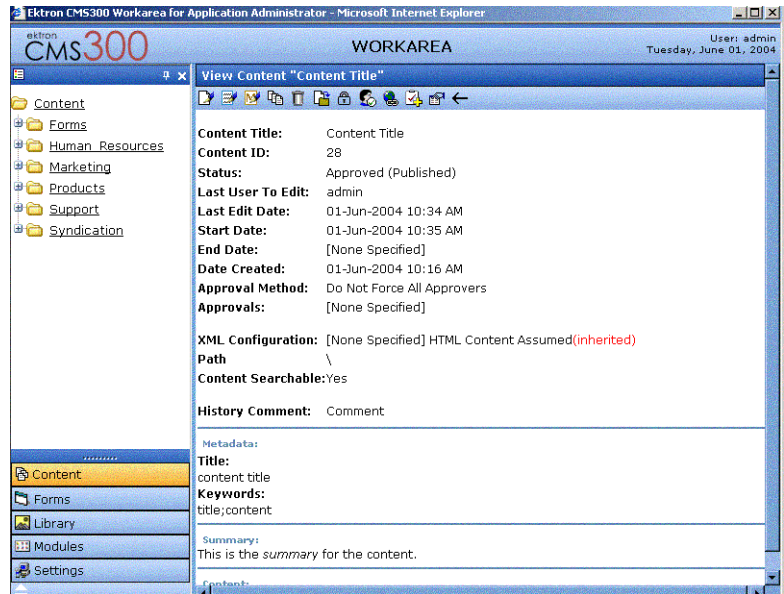 Ektron CMS300 Workarea for Application Administrator - Microsoft Internet Explorer
ektron
CMS300
WORKAREA
User: admin
Tuesday, June 01, 2004
View Content "Content Title"
Content
Forms
Human Resources
Marketing
Products
Support
Syndication
Content Title: Content Title
Content ID: 28
Status: Approved (Published)
Last User To Edit: admin
Last Edit Date: 01-Jun-2004 10:34 AM
Start Date: 01-Jun-2004 10:35 AM
End Date: [None Specified]
Date Created: 01-Jun-2004 10:16 AM
Approval Method: Do Not Force All Approvers
Approvals: [None Specified]
XML Configuration: [None Specified] HTML Content Assumed(inherited)
Path \
Content Searchable:Yes
History Comment: Comment
Metadata:
Title:
content title
Keywords:
title;content
Summary:
This is the summary for the content.
Content:
Content
Forms
Library
Modules
Settings